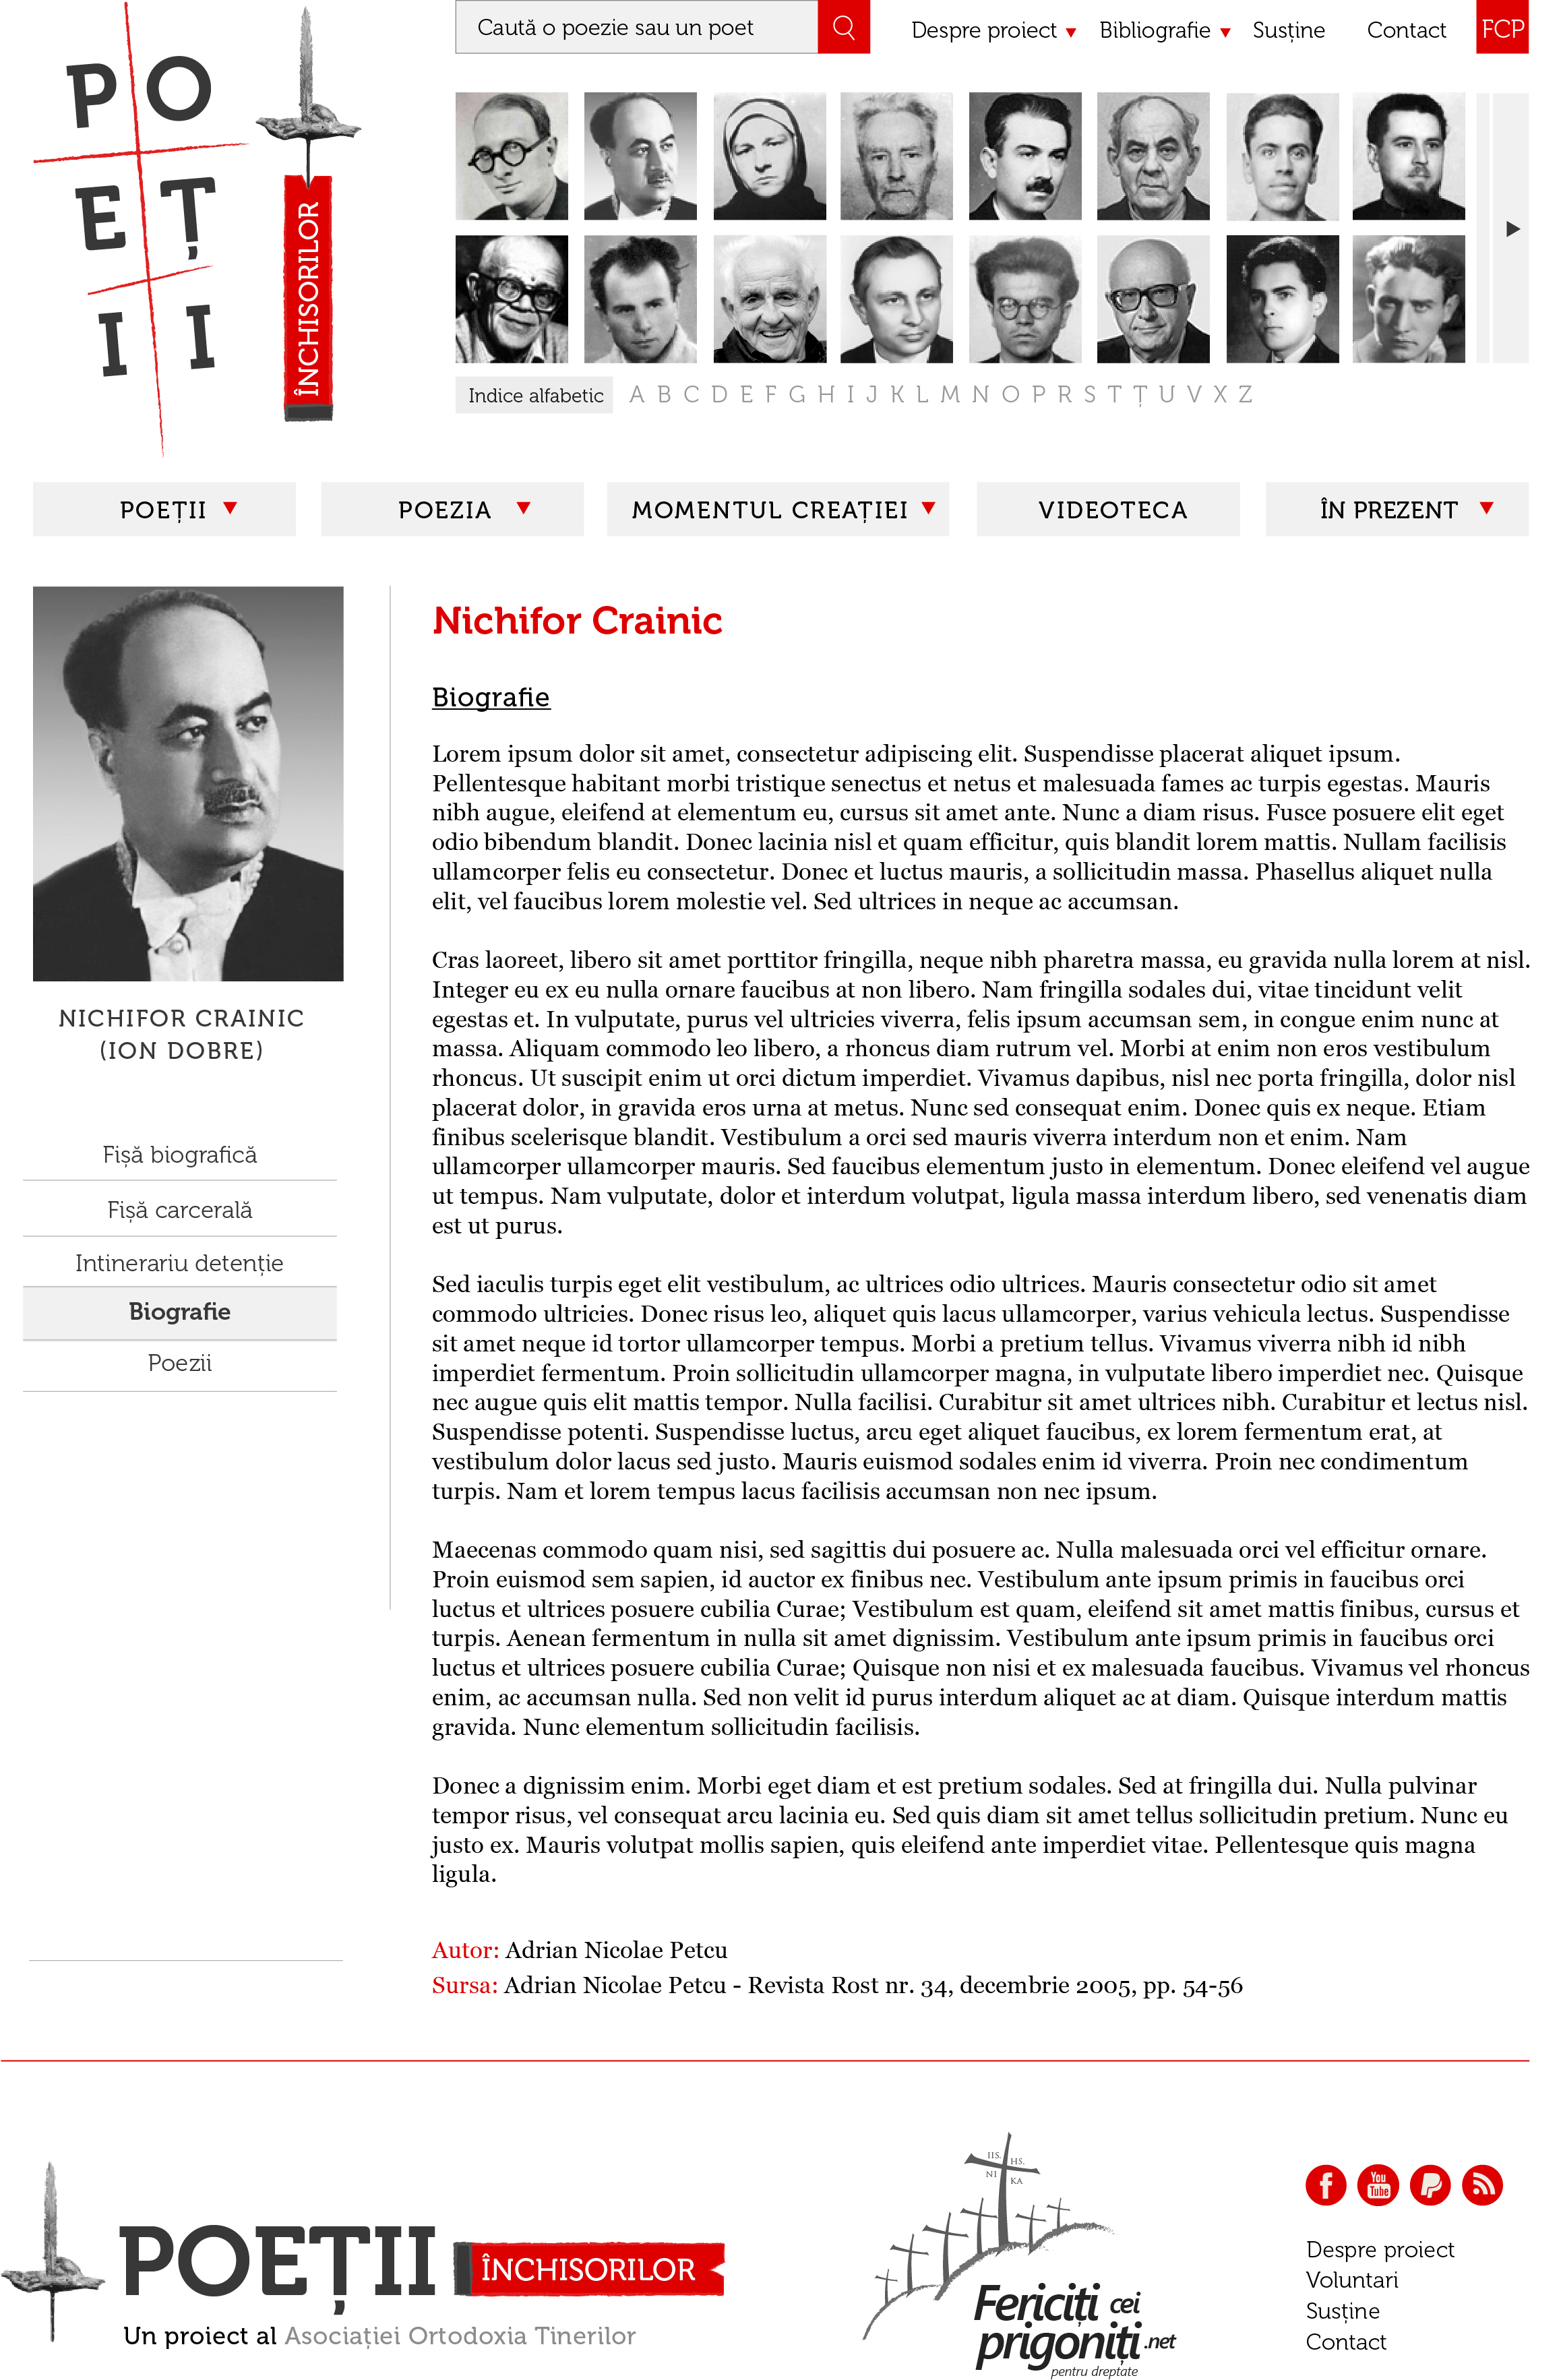 P O
E Ț
I I
ÎNCHISORILOR
Caută o poezie sau un poet
Despre proiect
Bibliografie
Susține
Contact
FCP
Indice alfabetic
A B C D E F G H I J K L M N O P R S T Ț U V X Z
POEȚII
POEZIA
MOMENTUL CREAȚIEI
VIDEOTECA
ÎN PREZENT
NICHIFOR CRAINIC
(ION DOBRE)
Fișă biografică
Fișă carcerală
Intinerariu detenție
Biografie
Poezii
Nichifor Crainic
Biografie
Lorem ipsum dolor sit amet, consectetur adipiscing elit. Suspendisse placerat aliquet ipsum.
Pellentesque habitant morbi tristique senectus et netus et malesuada fames ac turpis egestas. Mauris
nibh augue, eleifend at elementum eu, cursus sit amet ante. Nunc a diam risus. Fusce posuere elit eget
odio bibendum blandit. Donec lacinia nisl et quam efficitur, quis blandit lorem mattis. Nullam facilisis
ullamcorper felis eu consectetur. Donec et luctus mauris, a sollicitudin massa. Phasellus aliquet nulla
elit, vel faucibus lorem molestie vel. Sed ultrices in neque ac accumsan.
Cras laoreet, libero sit amet porttitor fringilla, neque nibh pharetra massa, eu gravida nulla lorem at nisl.
Integer eu ex eu nulla ornare faucibus at non libero. Nam fringilla sodales dui, vitae tincidunt velit
egestas et. In vulputate, purus vel ultricies viverra, felis ipsum accumsan sem, in congue enim nunc at
massa. Aliquam commodo leo libero, a rhoncus diam rutrum vel. Morbi at enim non eros vestibulum
rhoncus. Ut suscipit enim ut orci dictum imperdiet. Vivamus dapibus, nisl nec porta fringilla, dolor nisl
placerat dolor, in gravida eros urna at metus. Nunc sed consequat enim. Donec quis ex neque. Etiam
finibus scelerisque blandit. Vestibulum a orci sed mauris viverra interdum non et enim. Nam
ullamcorper ullamcorper mauris. Sed faucibus elementum justo in elementum. Donec eleifend vel augue
ut tempus. Nam vulputate, dolor et interdum volutpat, ligula massa interdum libero, sed venenatis diam
est ut purus.
Sed iaculis turpis eget elit vestibulum, ac ultrices odio ultrices. Mauris consectetur odio sit amet
commodo ultricies. Donec risus leo, aliquet quis lacus ullamcorper, varius vehicula lectus. Suspendisse
sit amet neque id tortor ullamcorper tempus. Morbi a pretium tellus. Vivamus viverra nibh id nibh
imperdiet fermentum. Proin sollicitudin ullamcorper magna, in vulputate libero imperdiet nec. Quisque
nec augue quis elit mattis tempor. Nulla facilisi. Curabitur sit amet ultrices nibh. Curabitur et lectus nisl.
Suspendisse potenti. Suspendisse luctus, arcu eget aliquet faucibus, ex lorem fermentum erat, at
vestibulum dolor lacus sed justo. Mauris euismod sodales enim id viverra. Proin nec condimentum
turpis. Nam et lorem tempus lacus facilisis accumsan non nec ipsum.
Maecenas commodo quam nisi, sed sagittis dui posuere ac. Nulla malesuada orci vel efficitur ornare.
Proin euismod sem sapien, id auctor ex finibus nec. Vestibulum ante ipsum primis in faucibus orci
luctus et ultrices posuere cubilia Curae; Vestibulum est quam, eleifend sit amet mattis finibus, cursus et
turpis. Aenean fermentum in nulla sit amet dignissim. Vestibulum ante ipsum primis in faucibus orci
luctus et ultrices posuere cubilia Curae; Quisque non nisi et ex malesuada faucibus. Vivamus vel rhoncus
enim, ac accumsan nulla. Sed non velit id purus interdum aliquet ac at diam. Quisque interdum mattis
gravida. Nunc elementum sollicitudin facilisis.
Donec a dignissim enim. Morbi eget diam et est pretium sodales. Sed at fringilla dui. Nulla pulvinar
tempor risus, vel consequat arcu lacinia eu. Sed quis diam sit amet tellus sollicitudin pretium. Nunc eu
justo ex. Mauris volutpat mollis sapien, quis eleifend ante imperdiet vitae. Pellentesque quis magna
ligula.
Autor: Adrian Nicolae Petcu
Sursa: Adrian Nicolae Petcu - Revista Rost nr. 34, decembrie 2005, pp. 54-56
POEȚII
ÎNCHISORILOR
Un proiect al Asociației Ortodoxia Tinerilor
IIS. HS.
NI KA
Fericiți cei
prigoniți.net
pentru dreptate
You
Tube
Despre proiect
Voluntari
Susține
Contact